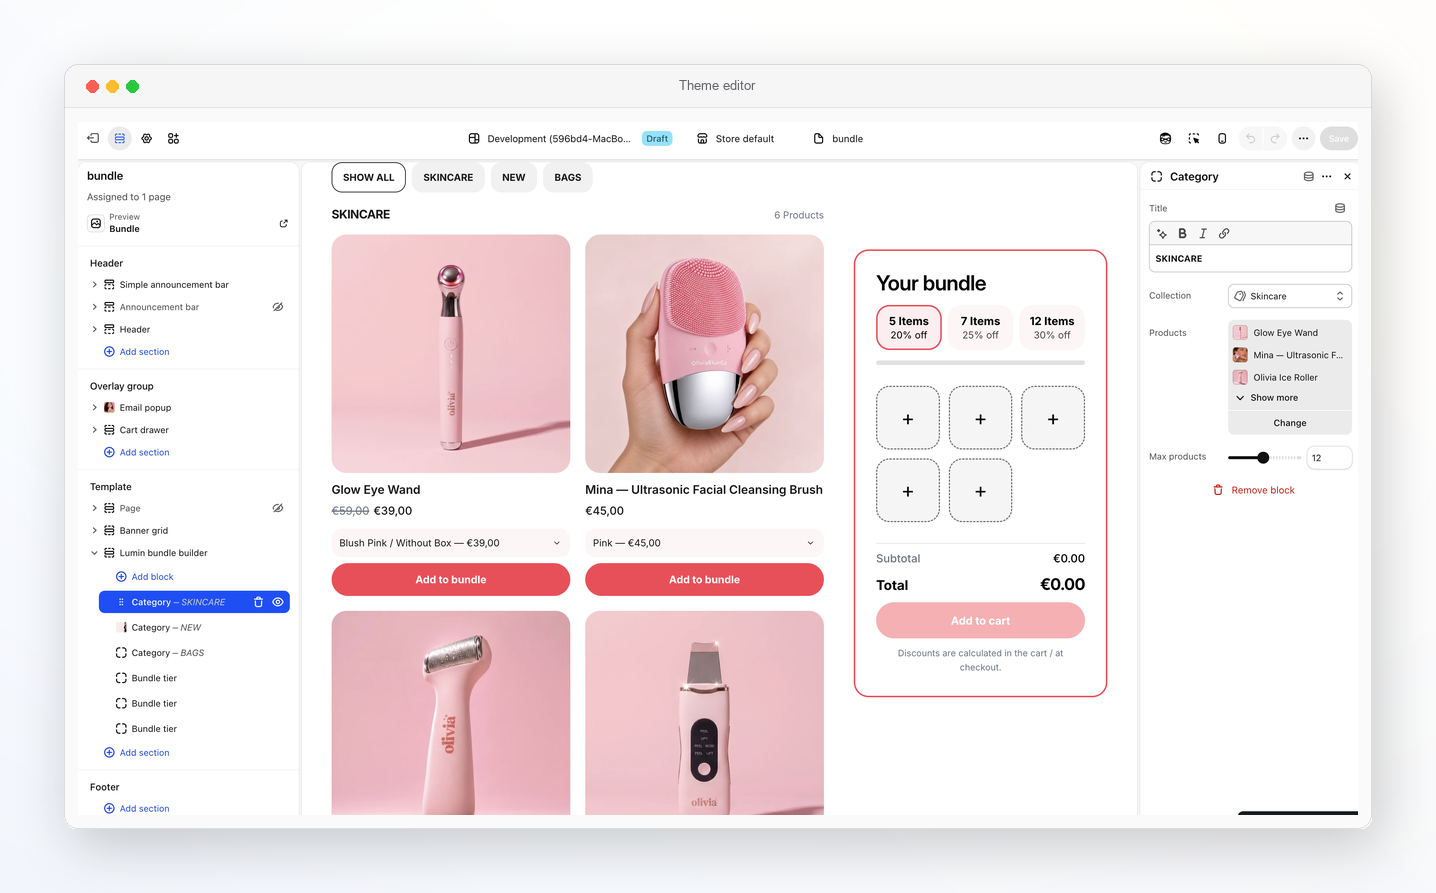 Theme editor
Development (596bd4-MacBo... Draft Store default bundle Save
bundle
Assigned to 1 page
Preview
Bundle
Header
Simple announcement bar
Announcement bar
Header
Add section
Overlay group
Email popup
Cart drawer
Add section
Template
Page
Banner grid
Lumin bundle builder
Add block
Category – SKINCARE
Category – NEW
Category – BAGS
Bundle tier
Bundle tier
Bundle tier
Add section
Footer
Add section
SHOW ALL SKINCARE NEW BAGS
SKINCARE 6 Products
olivia
Glow Eye Wand
€59,00 €39,00
Blush Pink / Without Box — €39,00
Add to bundle
Mina — Ultrasonic Facial Cleansing Brush
€45,00
Pink — €45,00
Add to bundle
olivia
olivia
Your bundle
5 Items 7 Items 12 Items
20% off 25% off 30% off
+ + +
+ +
Subtotal €0.00
Total €0.00
Add to cart
Discounts are calculated in the cart / at
checkout.
Category
Title
B I
SKINCARE
Collection Skincare
Products Glow Eye Wand
Mina — Ultrasonic F...
Olivia Ice Roller
Show more
Change
Max products 12
Remove block